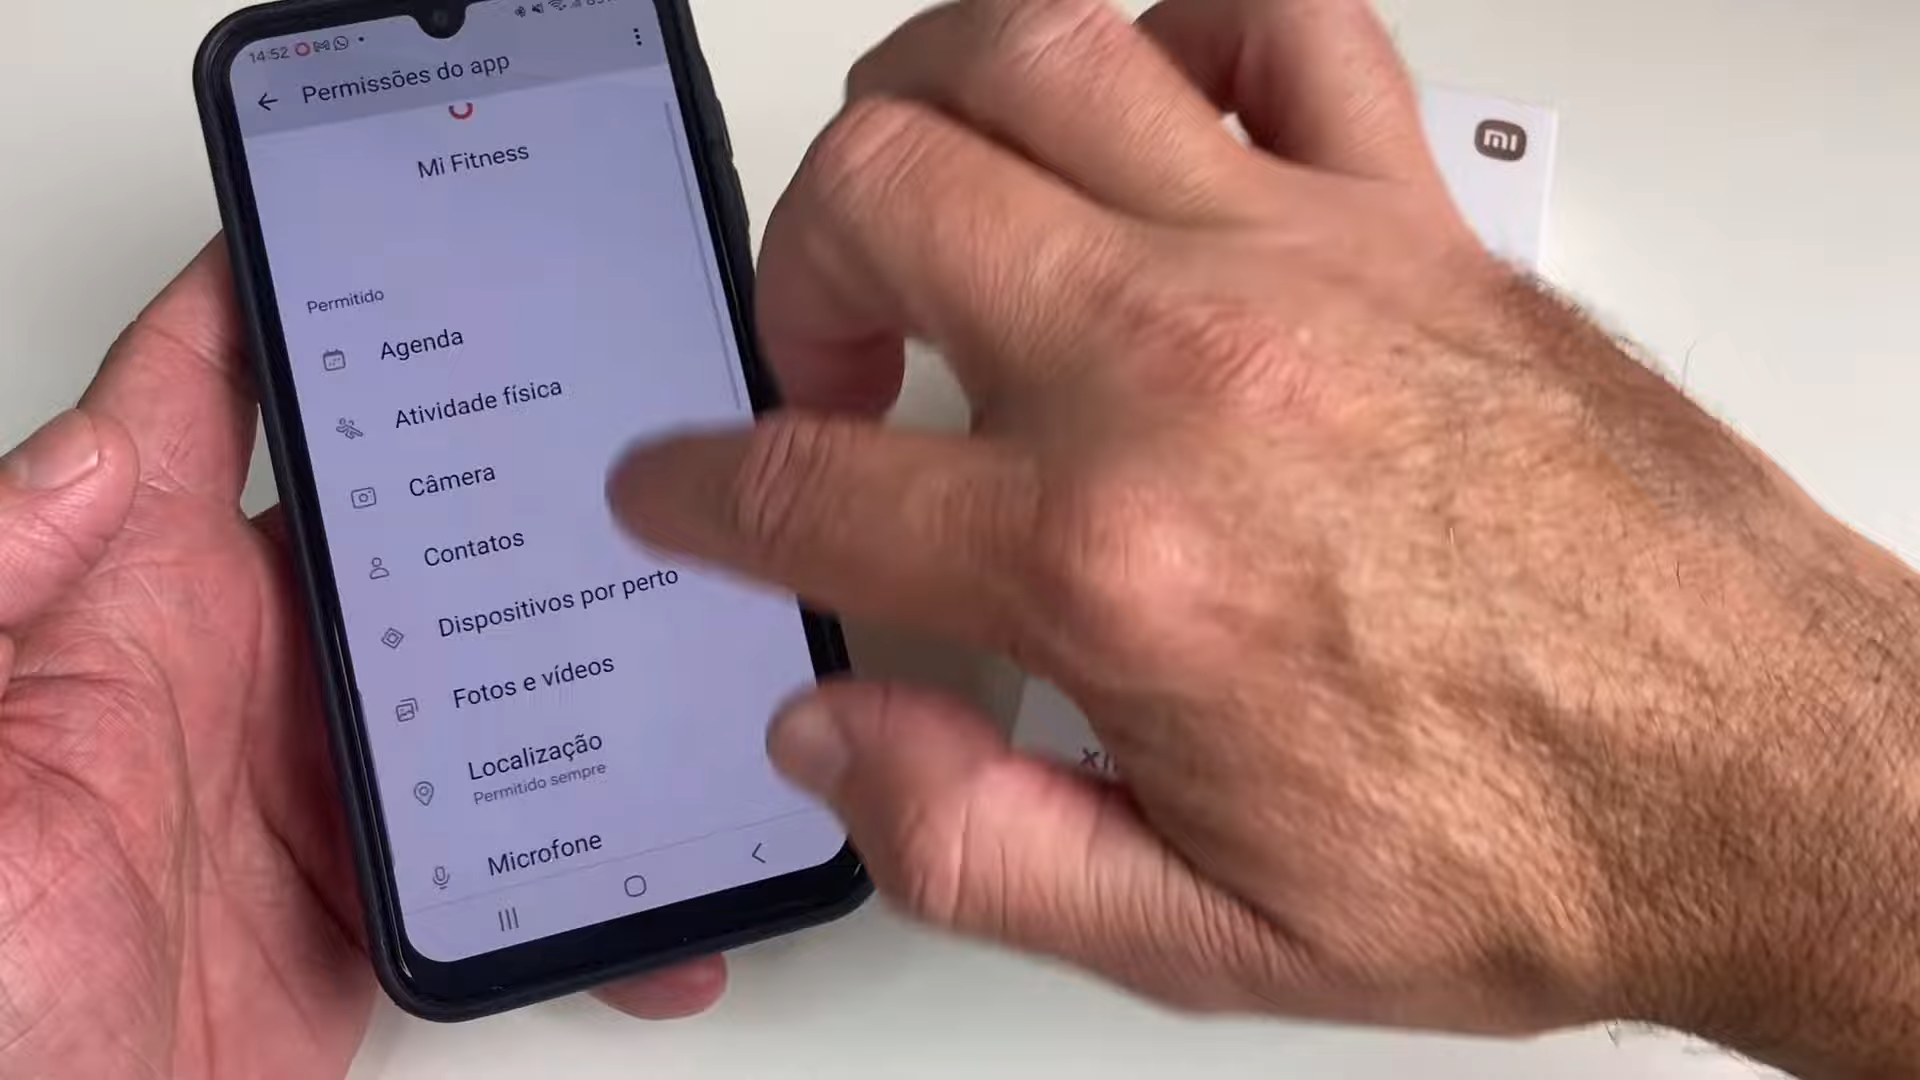 14:52
Permissões do app
Mi Fitness
Permitido
Agenda
Atividade física
Câmera
Contatos
Dispositivos por perto
Fotos e vídeos
Localização
Permitido sempre
Microfone
mi